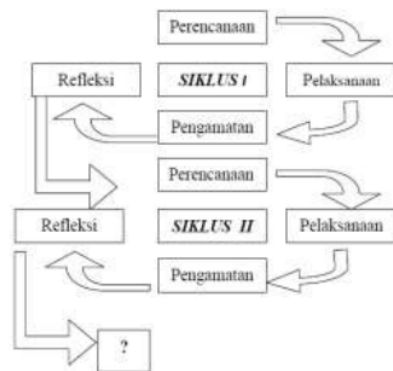 Perencanaan
Refleksi
SIKLUS I
Pelaksanaan
Pengamatan
Perencanaan
Refleksi
SIKLUS II
Pelaksanaan
Pengamatan
?